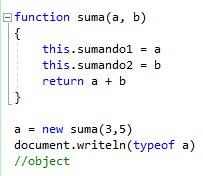 function suma(a, b)
{
this.sumando1 = a
this.sumando2 = b
return a + b
}
a = new suma(3,5)
document.writeln(typeof a)
//object